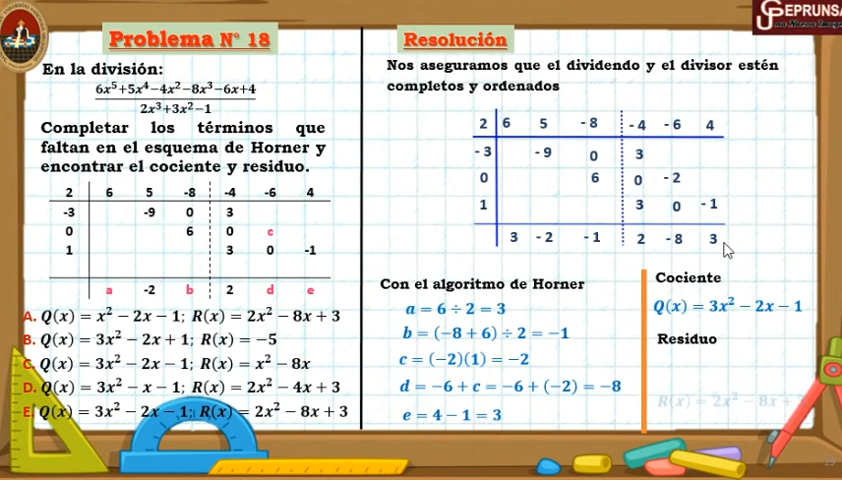 CEPRUNSA
Problema N° 18
Resolución
En la división:
6x⁵+5x⁴−4x²−8x³−6x+4
2x³+3x²−1
Completar los términos que
faltan en el esquema de Horner y
encontrar el cociente y residuo.
2 6 5 -8 -4 -6 4
-3 -9 0 3
0 6 0 c
1 3 0 -1
a -2 b 2 d e
A. Q(x) = x² − 2x − 1; R(x) = 2x² − 8x + 3
B. Q(x) = 3x² − 2x + 1; R(x) = −5
C. Q(x) = 3x² − 2x − 1; R(x) = x² − 8x
D. Q(x) = 3x² − x − 1; R(x) = 2x² − 4x + 3
E. Q(x) = 3x² − 2x − 1; R(x) = 2x² − 8x + 3
Nos aseguramos que el dividendo y el divisor estén
completos y ordenados
2 6 5 - 8 - 4 - 6 4
- 3 - 9 0 3
0 6 0 - 2
1 3 0 - 1
3 - 2 - 1 2 - 8 3
Con el algoritmo de Horner
a = 6 ÷ 2 = 3
b = (−8 + 6) ÷ 2 = −1
c = (−2)(1) = −2
d = −6 + c = −6 + (−2) = −8
e = 4 − 1 = 3
Cociente
Q(x) = 3x² − 2x − 1
Residuo
R(x) = 2x² − 8x +